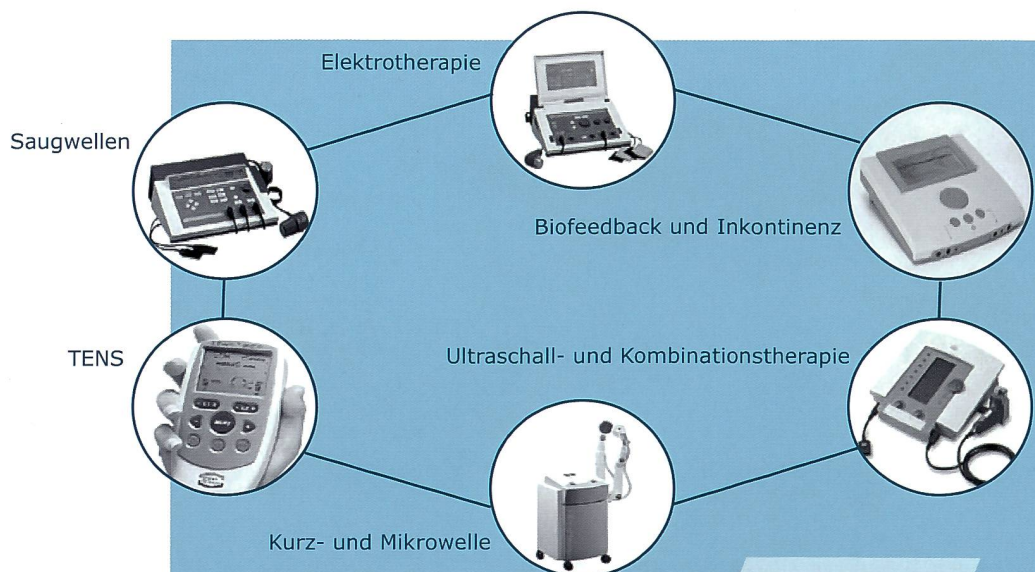 Elektrotherapie
Saugwellen
Biofeedback und Inkontinenz
TENS
Ultraschall- und Kombinationstherapie
Kurz- und Mikrowelle